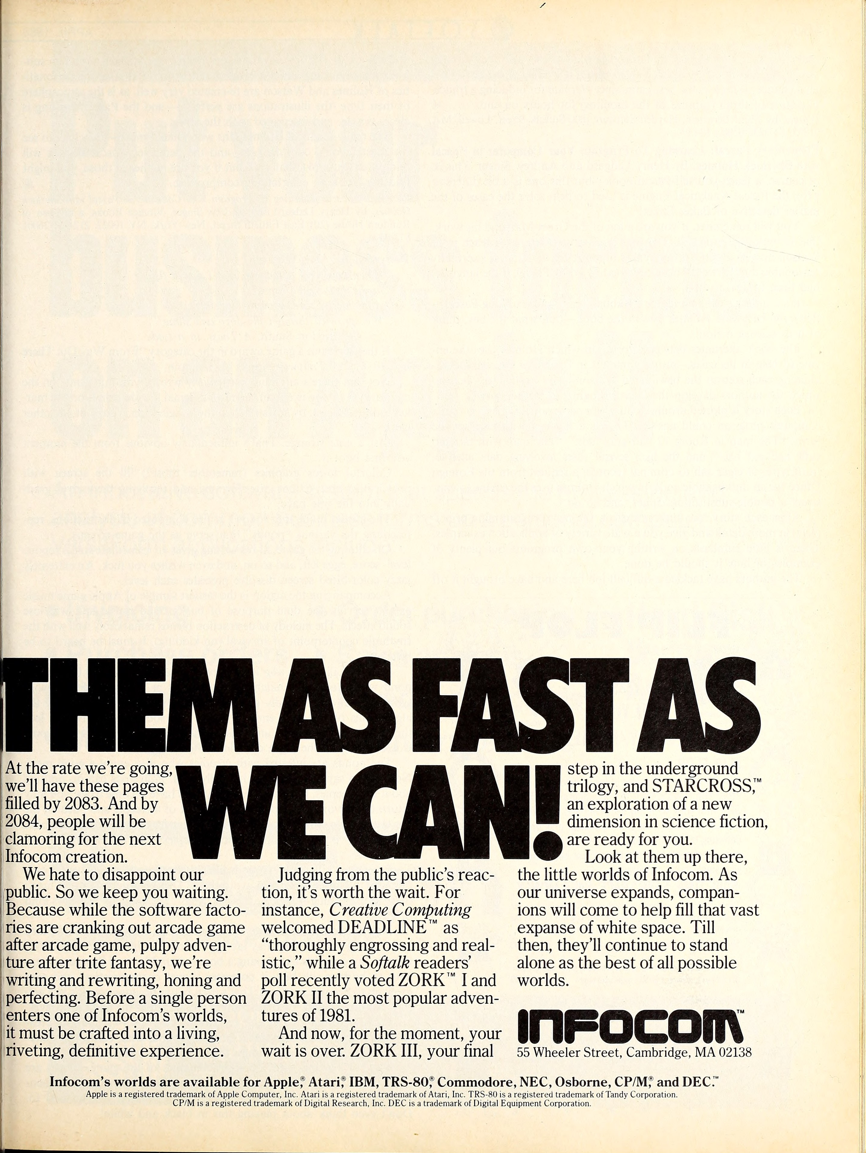 THEM AS FAST AS
WE CAN!
At the rate we're going,
we'll have these pages
filled by 2083. And by
2084, people will be
clamoring for the next
Infocom creation.
We hate to disappoint our
public. So we keep you waiting.
Because while the software facto-
ries are cranking out arcade game
after arcade game, pulpy adven-
ture after trite fantasy, we're
writing and rewriting, honing and
perfecting. Before a single person
enters one of Infocom's worlds,
it must be crafted into a living,
riveting, definitive experience.
Judging from the public's reac-
tion, it's worth the wait. For
instance, Creative Computing
welcomed DEADLINE™ as
"thoroughly engrossing and real-
istic," while a Softalk readers'
poll recently voted ZORK™ I and
ZORK II the most popular adven-
tures of 1981.
And now, for the moment, your
wait is over. ZORK III, your final
step in the underground
trilogy, and STARCROSS,™
an exploration of a new
dimension in science fiction,
are ready for you.
Look at them up there,
the little worlds of Infocom. As
our universe expands, compan-
ions will come to help fill that vast
expanse of white space. Till
then, they'll continue to stand
alone as the best of all possible
worlds.
INFOCOM™
55 Wheeler Street, Cambridge, MA 02138
Infocom's worlds are available for Apple,® Atari,® IBM, TRS-80,® Commodore, NEC, Osborne, CP/M,® and DEC.™
Apple is a registered trademark of Apple Computer, Inc. Atari is a registered trademark of Atari, Inc. TRS-80 is a registered trademark of Tandy Corporation.
CP/M is a registered trademark of Digital Research, Inc. DEC is a trademark of Digital Equipment Corporation.